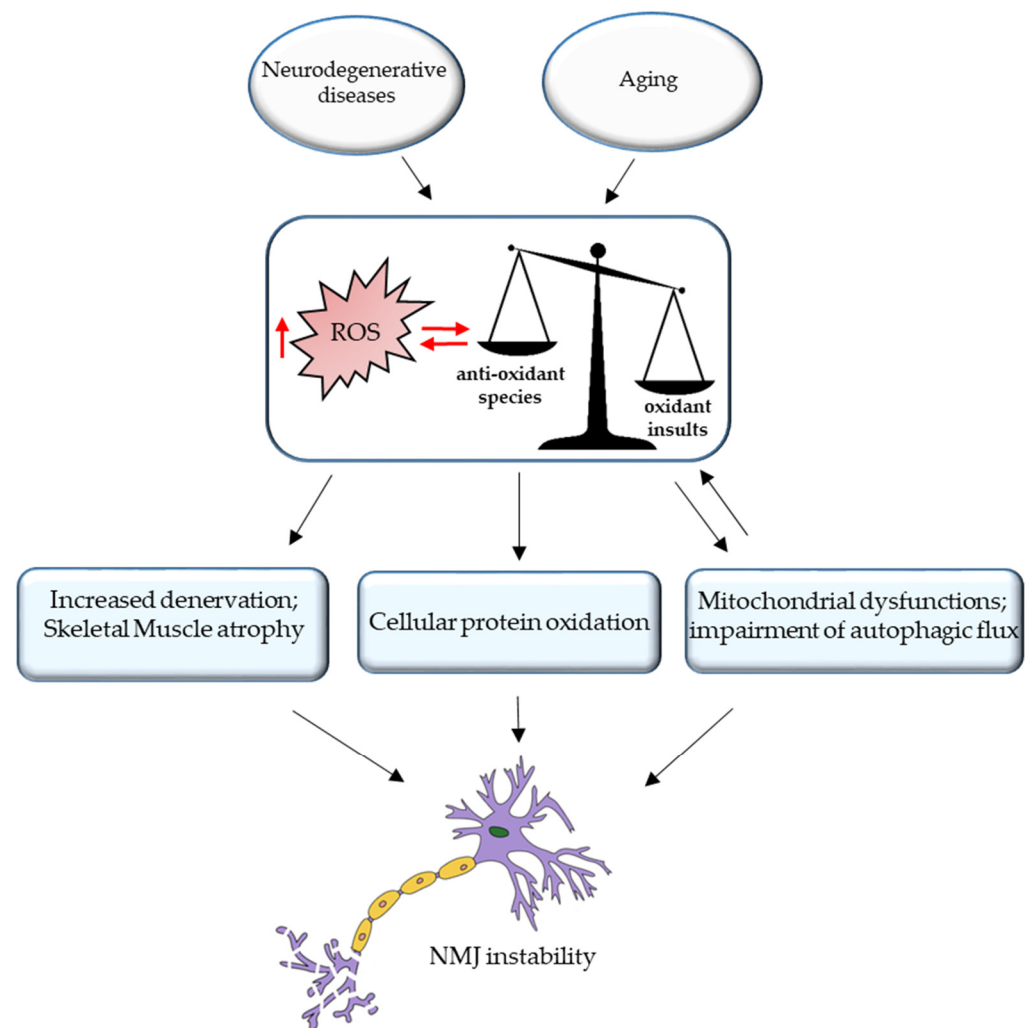 Neurodegenerative
diseases
Aging
ROS
anti-oxidant
species
oxidant
insults
Increased denervation;
Skeletal Muscle atrophy
Cellular protein oxidation
Mitochondrial dysfunctions;
impairment of autophagic flux
NMJ instability